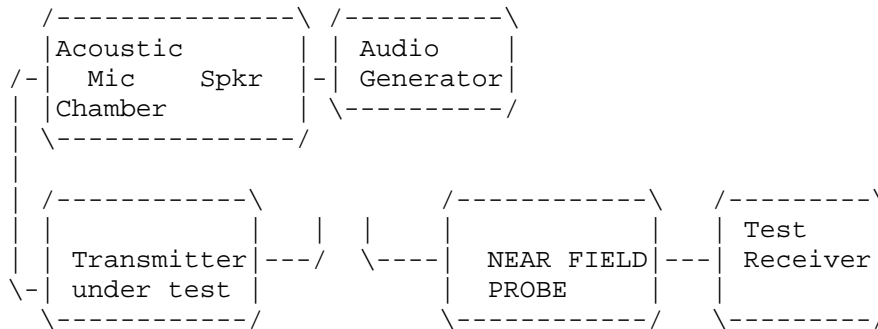 Acoustic
Mic Spkr
Chamber
Audio
Generator
Transmitter
under test
NEAR FIELD
PROBE
Test
Receiver